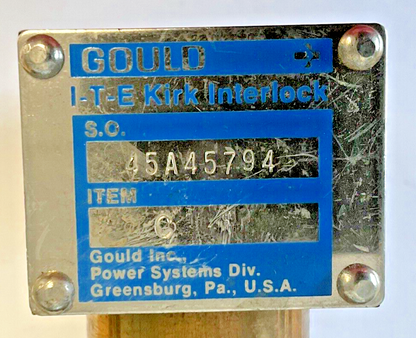 GOULD
I-T-E Kirk Interlock
S.O.
45A45794
ITEM
C
Gould Inc.,
Power Systems Div.
Greensburg, Pa., U.S.A.